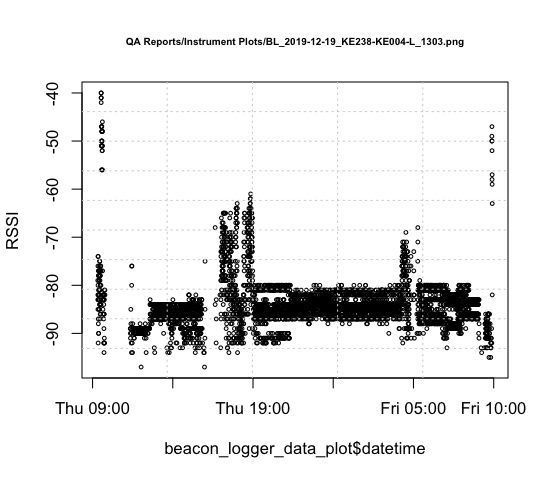 QA Reports/Instrument Plots/BL_2019-12-19_KE238-KE004-L_1303.png
-40
-50
-60
-70
-80
-90
RSSI
Thu 09:00 Thu 19:00 Fri 05:00 Fri 10:00
beacon_logger_data_plot$datetime